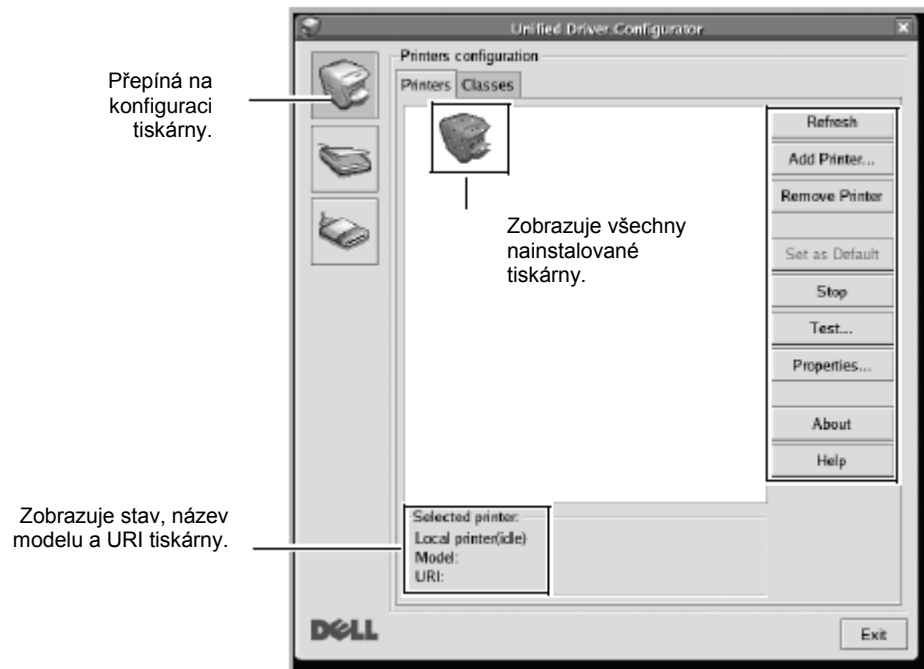 Unified Driver Configurator
Printers configuration
Printers Classes
Přepíná na
konfiguraci
tiskárny.
Refresh
Add Printer...
Remove Printer
Set as Default
Stop
Test...
Properties...
About
Help
Zobrazuje všechny
nainstalované
tiskárny.
Zobrazuje stav, název
modelu a URI tiskárny.
Selected printer:
Local printer(idle)
Model:
URI:
DELL
Exit